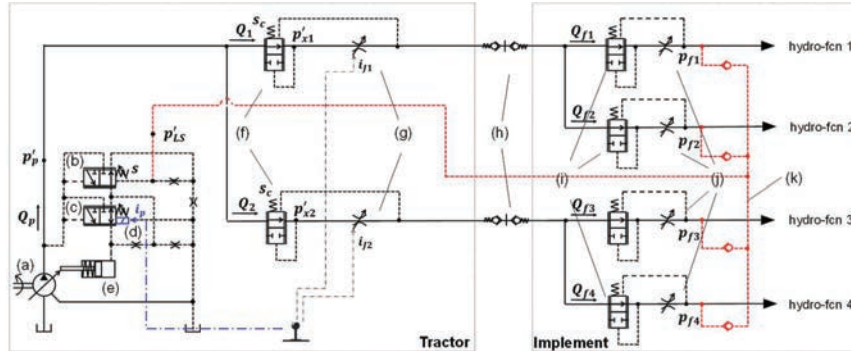 Q1 sc p'x1 Qf1 pf1 hydro-fcn 1
if1
(f) (g) (h) Qf2 pf2 hydro-fcn 2
p'LS
p'p (b) s
(i) (j) (k)
(c) ip sc
Qp (d) Q2 p'x2 Qf3 pf3 hydro-fcn 3
if2
(a) (e)
Qf4 pf4 hydro-fcn 4
Tractor Implement